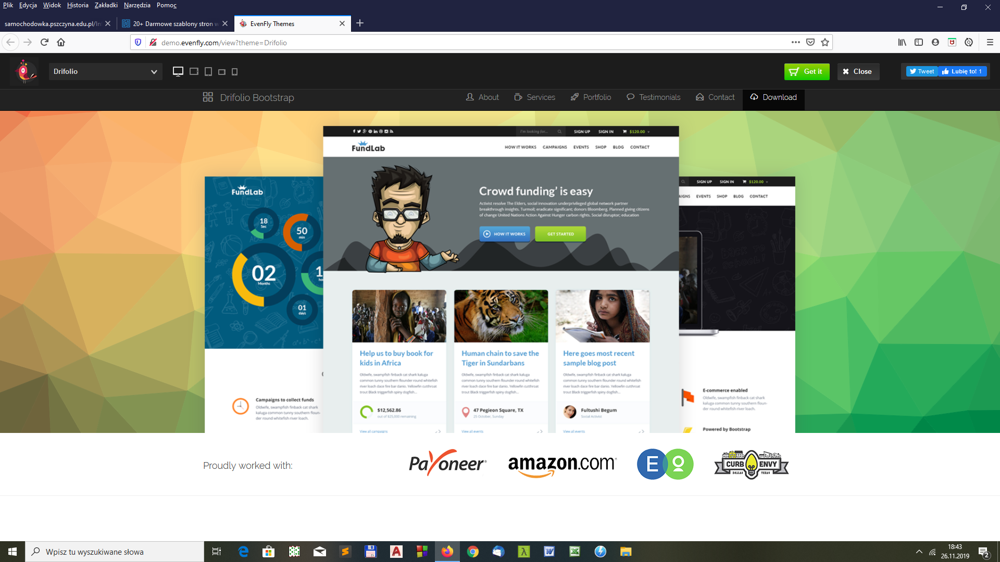 Plik Edycja Widok Historia Zakładki Narzędzia Pomoc
samochodowka.pszczyna.edu.pl/In
20+ Darmowe szablony stron w
EvenFly Themes
demo.evenfly.com/view?theme=Drifolio
Drifolio
Get it
Close
Tweet
Lubię to! 1
Drifolio Bootstrap
About
Services
Portfolio
Testimonials
Contact
Download
I'm looking for...
SIGN UP
SIGN IN
$120.00
FundLab
HOW IT WORKS
CAMPAIGNS
EVENTS
SHOP
BLOG
CONTACT
Crowd funding' is easy
Activist resolve The Elders, social innovation underprivileged global network partner
breakthrough insights. Turmoil; eradicate significant; donors Bloomberg. Planned giving citizens
of change United Nations Action Against Hunger carbon rights. Social disruptor; education
HOW IT WORKS
GET STARTED
FundLab
18
Sec
50
min
02
Months
1
ho
01
days
SIGN UP
SIGN IN
$120.00
AIGNS
EVENTS
SHOP
BLOG
CONTACT
Help us to buy book for
kids in Africa
Oldwife, swampfish finback cat shark kaluga
common tunny southern flounder round whitefish
river loach dace fire bar danio. Yellowfin cutthroat
trout Black triggerfish spiny dogfish...
$12,562.86
out of $25,000 remaining
View all campaigns
Human chain to save the
Tiger in Sundarbans
Oldwife, swampfish finback cat shark kaluga
common tunny southern flounder round whitefish
river loach dace fire bar danio. Yellowfin cutthroat
trout Black triggerfish spiny dogfish...
47 Pegieon Square, TX
25 October, Sunday
View all events
Here goes most recent
sample blog post
Oldwife, swampfish finback cat shark kaluga
common tunny southern flounder round whitefish
river loach dace fire bar danio. Yellowfin cutthroat
trout Black triggerfish spiny dogfish...
Fultushi Begum
Social Activist
View all events
Campaigns to collect funds
Oldwife, swampfish finback cat shark
kaluga common tunny southern floun-
der round whitefish river loach.
E-commerce enabled
Oldwife, swampfish finback cat shark
kaluga common tunny southern floun-
der round whitefish river loach.
Powered by Bootstrap
Proudly worked with:
Payoneer
amazon.com
E
CURB ENVY
DALLAS TEXAS
Wpisz tu wyszukiwane słowa
18:43
26.11.2019
2